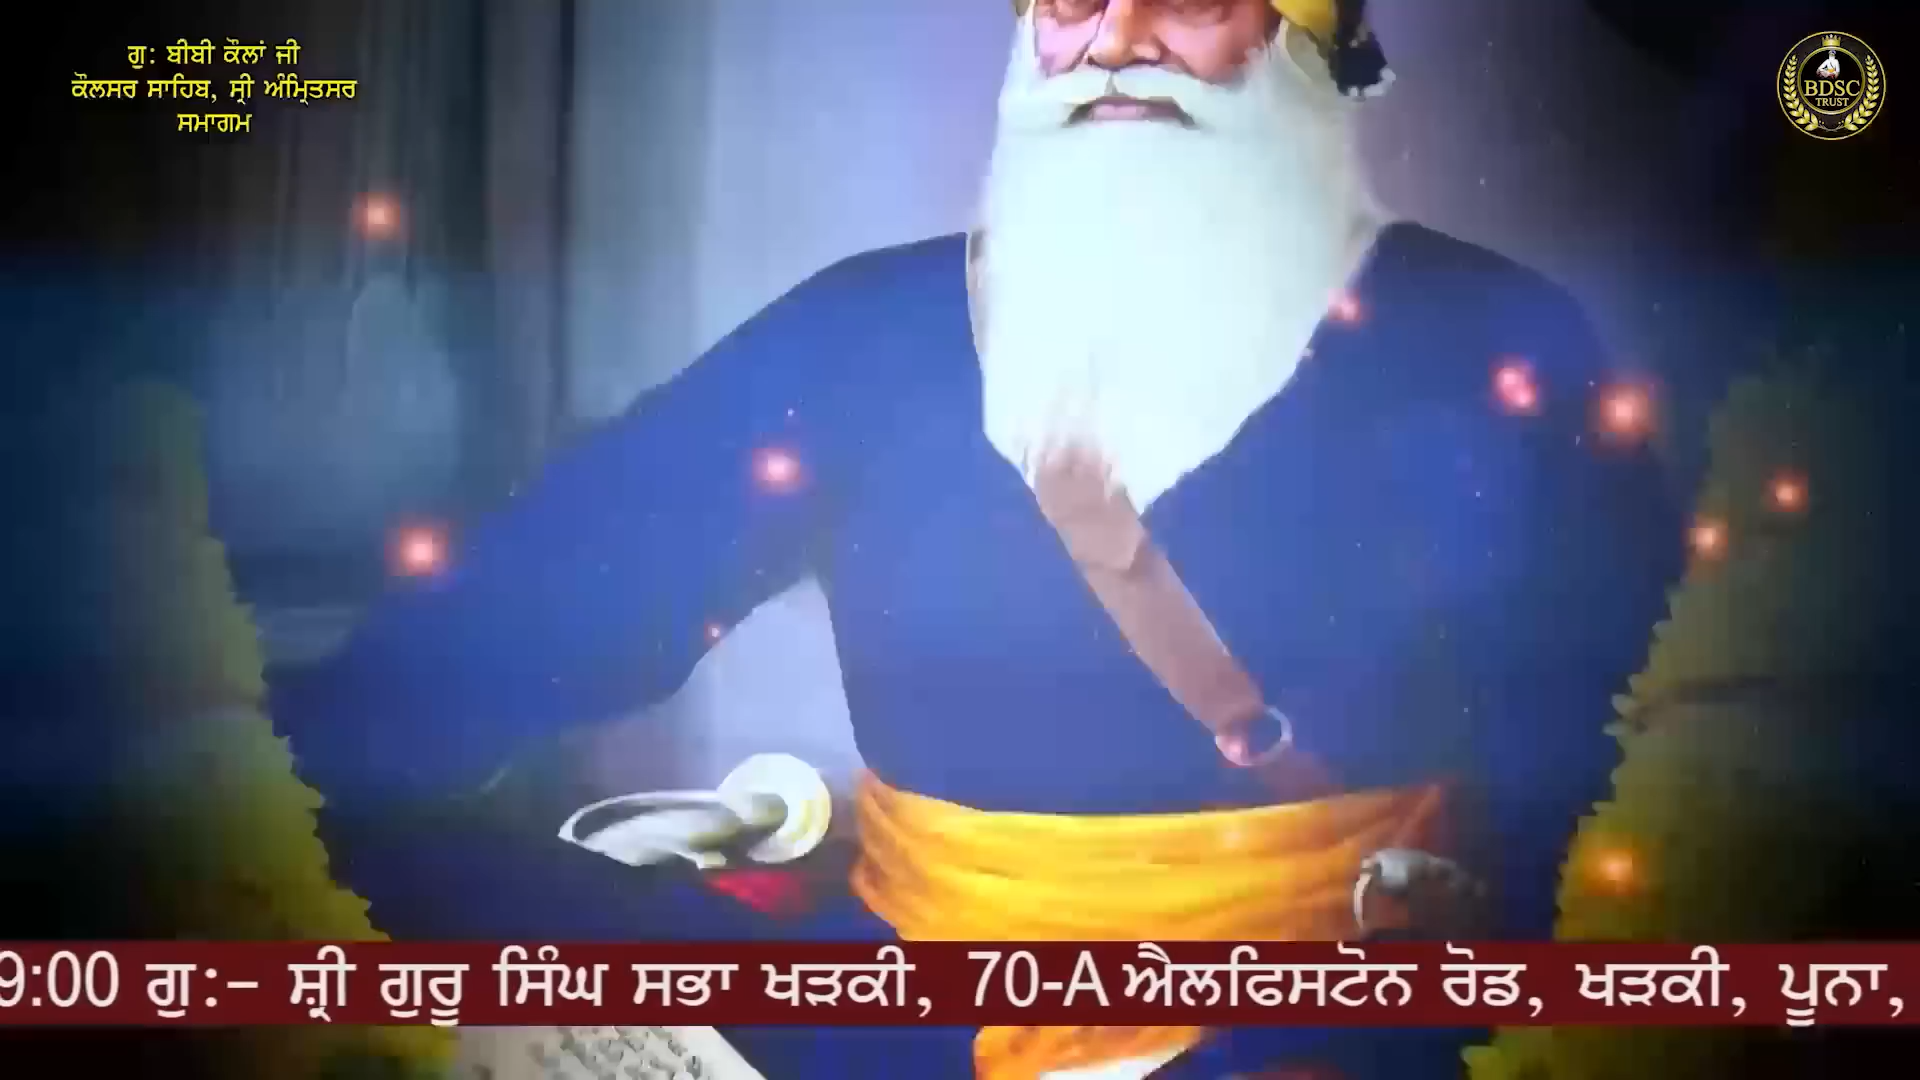 ਗੁ: ਬੀਬੀ ਕੌਲਾਂ ਜੀ
ਕੌਲਸਰ ਸਾਹਿਬ, ਸ੍ਰੀ ਅੰਮ੍ਰਿਤਸਰ
ਸਮਾਗਮ
BDSC
TRUST
9:00 ਗੁ:- ਸ਼੍ਰੀ ਗੁਰੂ ਸਿੰਘ ਸਭਾ ਖੜਕੀ, 70-A ਐਲਫਿਸਟੋਨ ਰੋਡ, ਖੜਕੀ, ਪੂਨਾ,